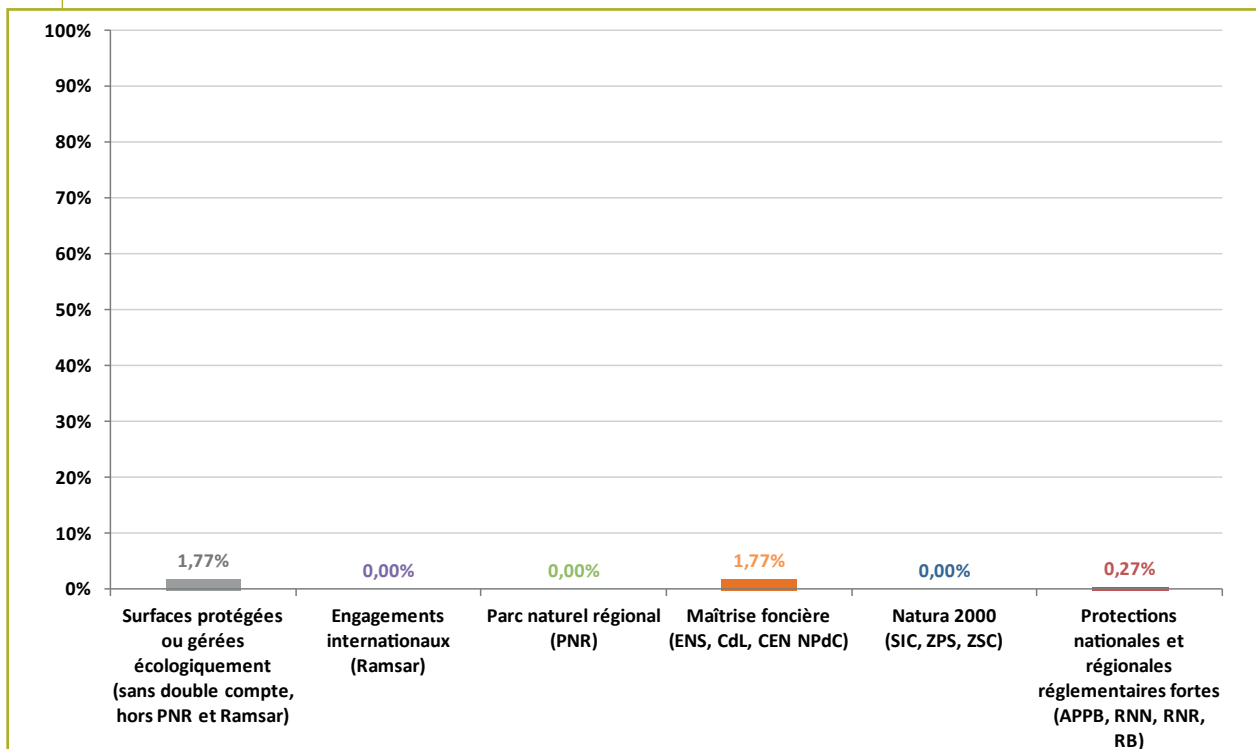 100%
90%
80%
70%
60%
50%
40%
30%
20%
10%
0%
1,77%
0,00%
0,00%
1,77%
0,00%
0,27%
Surfaces protégées
ou gérées
écologiquement
(sans double compte,
hors PNR et Ramsar)
Engagements
internationaux
(Ramsar)
Parc naturel régional
(PNR)
Maîtrise foncière
(ENS, CdL, CEN NPdC)
Natura 2000
(SIC, ZPS, ZSC)
Protections
nationales et
régionales
réglementaires fortes
(APPB, RNN, RNR,
RB)